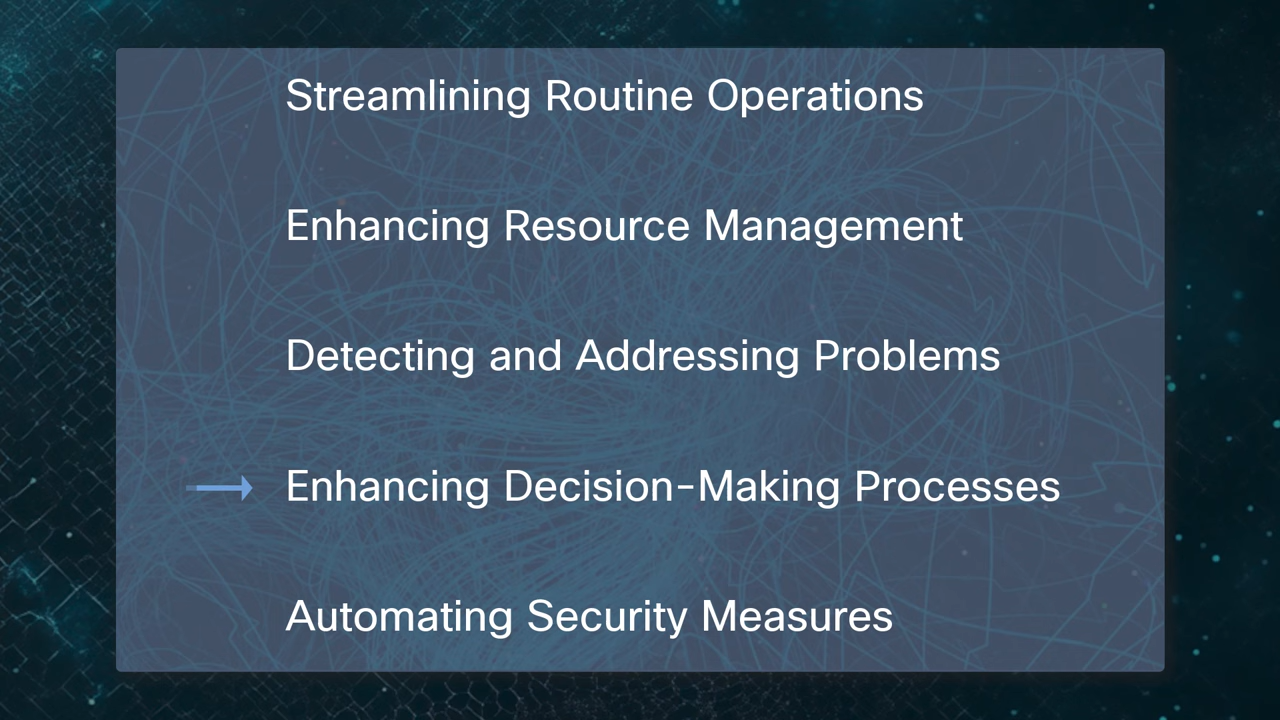 Streamlining Routine Operations
Enhancing Resource Management
Detecting and Addressing Problems
Enhancing Decision-Making Processes
Automating Security Measures